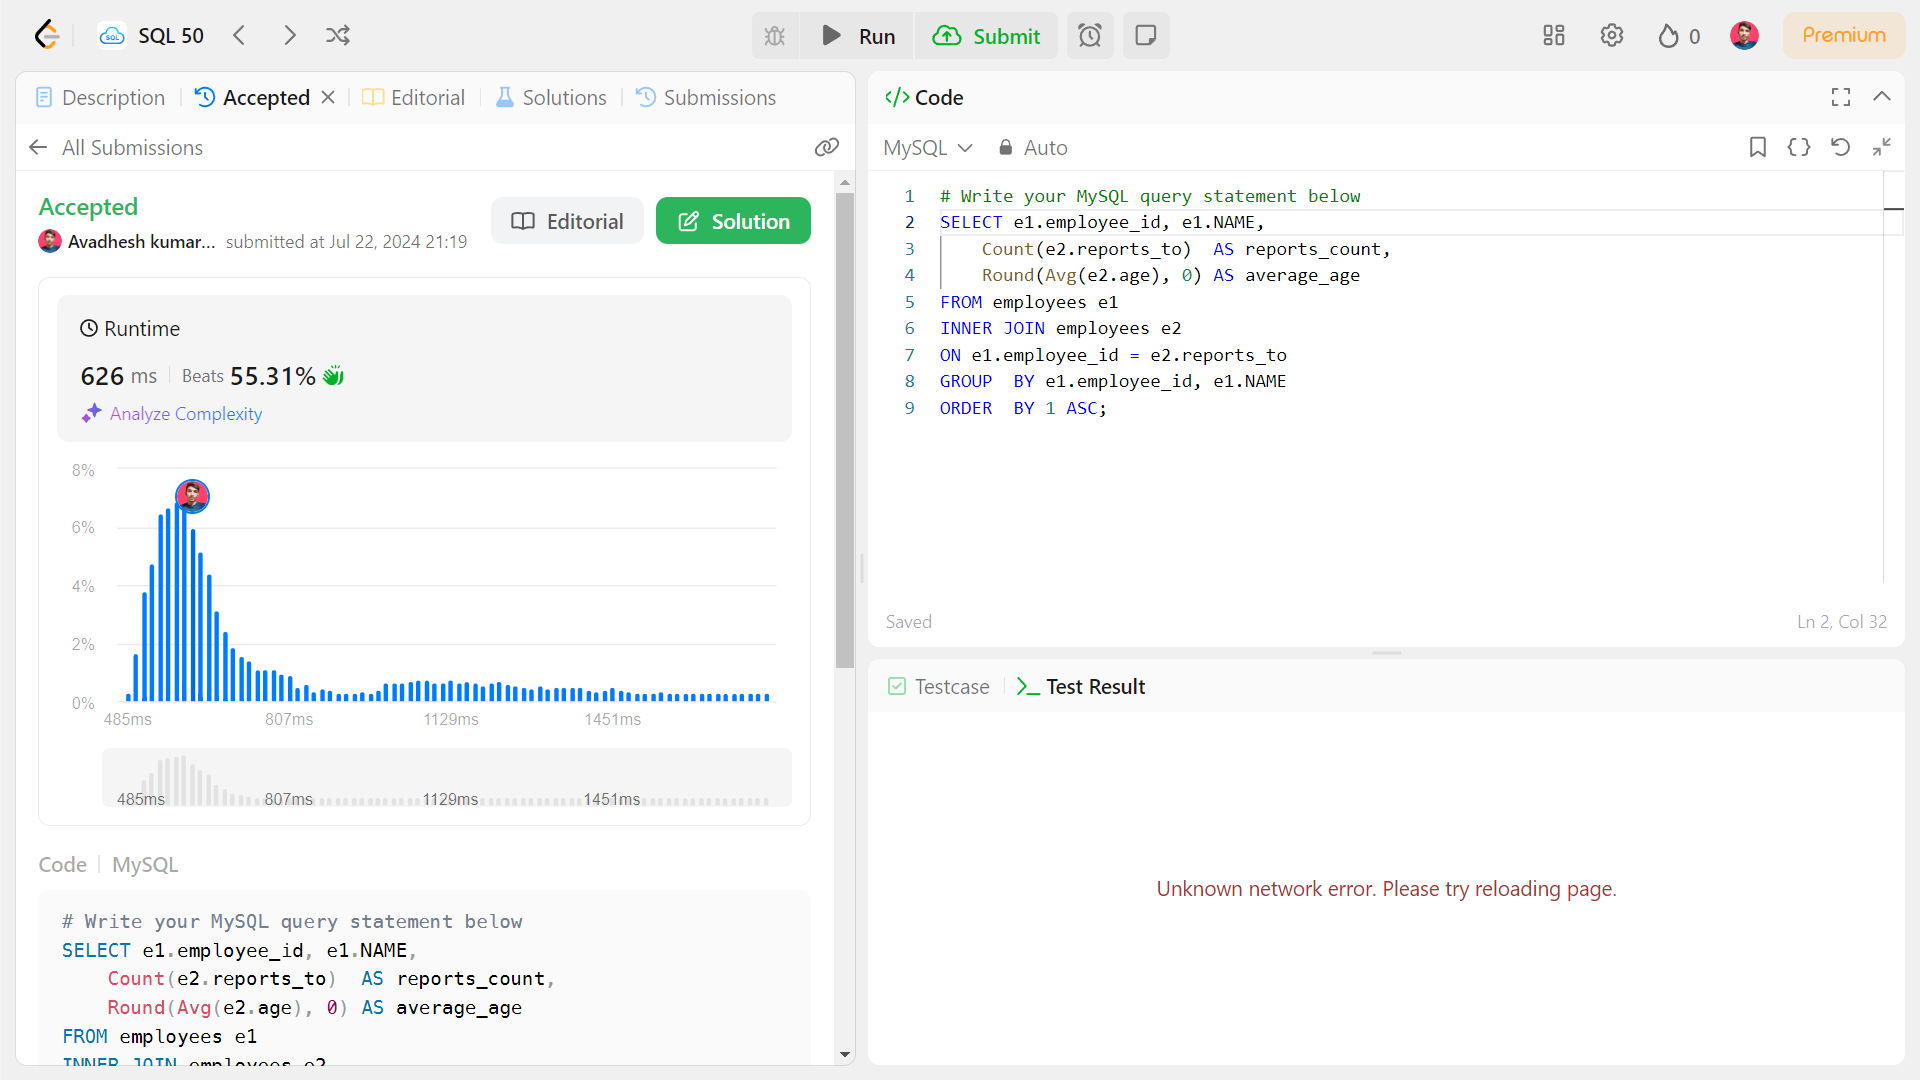 SQL 50
Run
Submit
0
Premium
Description
Accepted
Editorial
Solutions
Submissions
All Submissions
Accepted
Avadhesh kumar... submitted at Jul 22, 2024 21:19
Editorial
Solution
Runtime
626 ms
Beats 55.31%
Analyze Complexity
8%
6%
4%
2%
0%
485ms 807ms 1129ms 1451ms
485ms 807ms 1129ms 1451ms
Code
MySQL
# Write your MySQL query statement below
SELECT e1.employee_id, e1.NAME,
    Count(e2.reports_to)  AS reports_count,
    Round(Avg(e2.age), 0) AS average_age
FROM employees e1
INNER JOIN employees e2
</> Code
MySQL
Auto
1 # Write your MySQL query statement below
2 SELECT e1.employee_id, e1.NAME,
3     Count(e2.reports_to)  AS reports_count,
4     Round(Avg(e2.age), 0) AS average_age
5 FROM employees e1
6 INNER JOIN employees e2
7 ON e1.employee_id = e2.reports_to
8 GROUP  BY e1.employee_id, e1.NAME
9 ORDER  BY 1 ASC;
Saved
Ln 2, Col 32
Testcase
Test Result
Unknown network error. Please try reloading page.